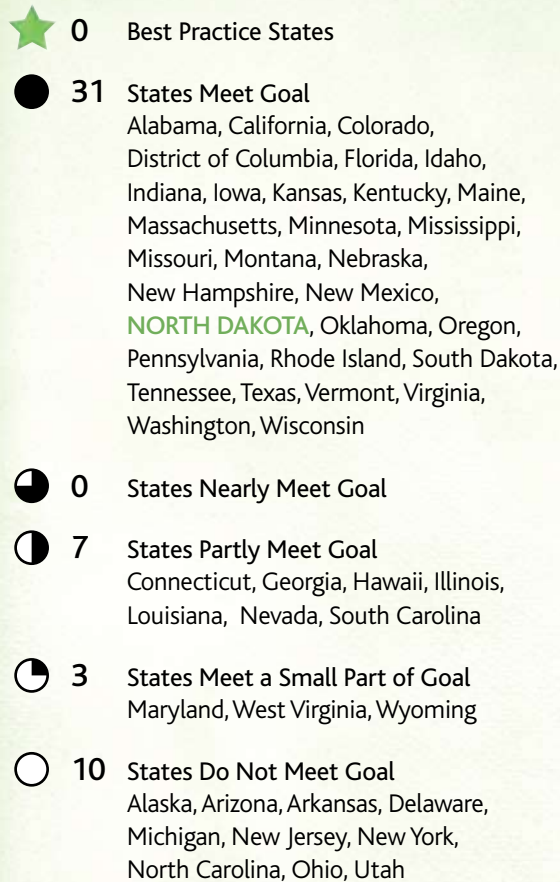 0 Best Practice States
31 States Meet Goal
Alabama, California, Colorado,
District of Columbia, Florida, Idaho,
Indiana, Iowa, Kansas, Kentucky, Maine,
Massachusetts, Minnesota, Mississippi,
Missouri, Montana, Nebraska,
New Hampshire, New Mexico,
NORTH DAKOTA, Oklahoma, Oregon,
Pennsylvania, Rhode Island, South Dakota,
Tennessee, Texas, Vermont, Virginia,
Washington, Wisconsin
0 States Nearly Meet Goal
7 States Partly Meet Goal
Connecticut, Georgia, Hawaii, Illinois,
Louisiana, Nevada, South Carolina
3 States Meet a Small Part of Goal
Maryland, West Virginia, Wyoming
10 States Do Not Meet Goal
Alaska, Arizona, Arkansas, Delaware,
Michigan, New Jersey, New York,
North Carolina, Ohio, Utah